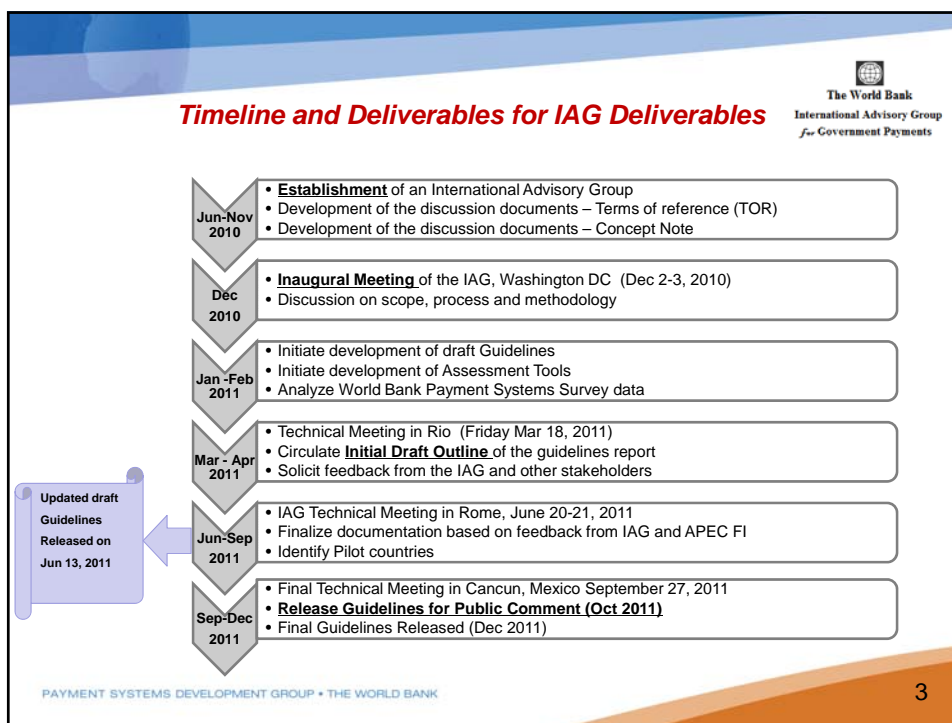 The World Bank
International Advisory Group
for Government Payments
Timeline and Deliverables for IAG Deliverables
Jun-Nov
2010
• Establishment of an International Advisory Group
• Development of the discussion documents – Terms of reference (TOR)
• Development of the discussion documents – Concept Note
Dec
2010
• Inaugural Meeting of the IAG, Washington DC (Dec 2-3, 2010)
• Discussion on scope, process and methodology
Jan -Feb
2011
• Initiate development of draft Guidelines
• Initiate development of Assessment Tools
• Analyze World Bank Payment Systems Survey data
Mar - Apr
2011
• Technical Meeting in Rio (Friday Mar 18, 2011)
• Circulate Initial Draft Outline of the guidelines report
• Solicit feedback from the IAG and other stakeholders
Updated draft
Guidelines
Released on
Jun 13, 2011
Jun-Sep
2011
• IAG Technical Meeting in Rome, June 20-21, 2011
• Finalize documentation based on feedback from IAG and APEC FI
• Identify Pilot countries
Sep-Dec
2011
• Final Technical Meeting in Cancun, Mexico September 27, 2011
• Release Guidelines for Public Comment (Oct 2011)
• Final Guidelines Released (Dec 2011)
PAYMENT SYSTEMS DEVELOPMENT GROUP • THE WORLD BANK
3